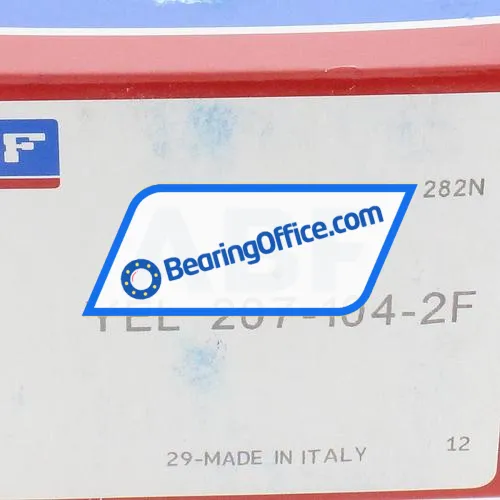 F
282N
BearingOffice.com
YEL 207-104-2F
29-MADE IN ITALY
12